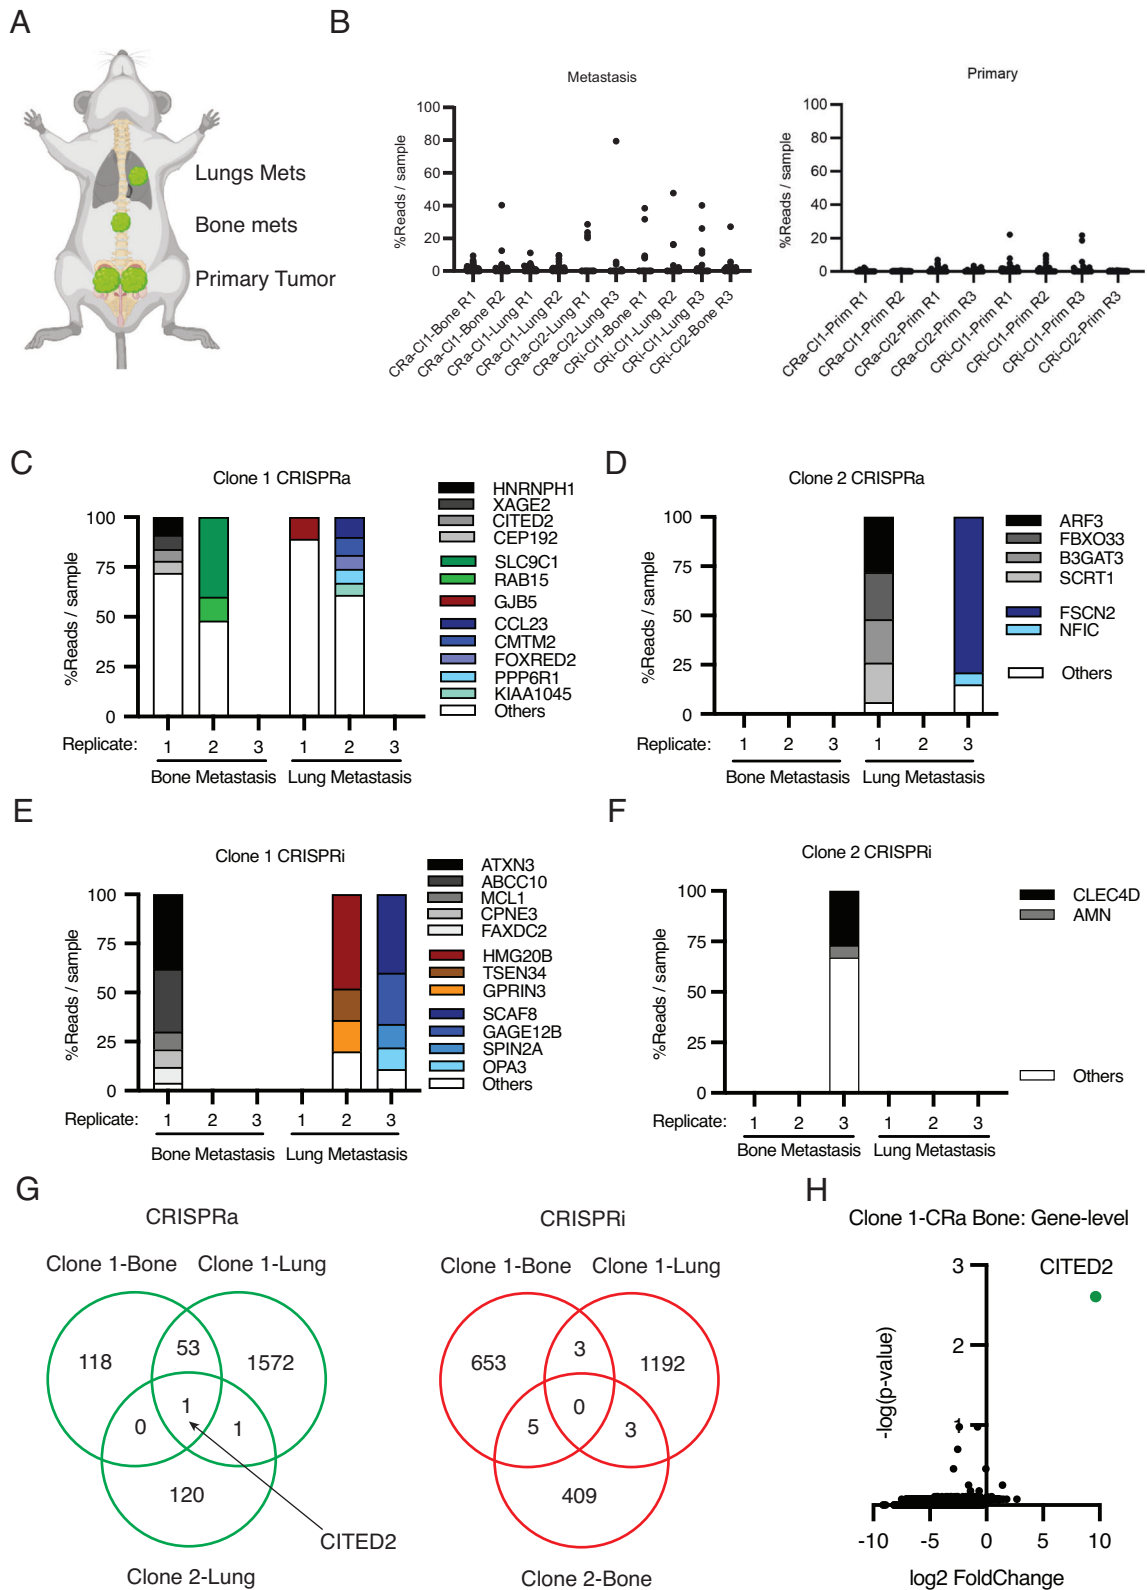 A
Lungs Mets
Bone mets
Primary Tumor
B
Metastasis
%Reads / sample
100
80
60
40
20
0
CRa-Cl1-Bone R1
CRa-Cl1-Bone R2
CRa-Cl1-Lung R1
CRa-Cl1-Lung R2
CRa-Cl2-Lung R1
CRa-Cl2-Lung R3
CRi-Cl1-Bone R1
CRi-Cl1-Lung R2
CRi-Cl1-Lung R3
CRi-Cl2-Bone R3
Primary
%Reads / sample
100
80
60
40
20
0
CRa-Cl1-Prim R1
CRa-Cl1-Prim R2
CRa-Cl2-Prim R1
CRa-Cl2-Prim R3
CRi-Cl1-Prim R1
CRi-Cl1-Prim R2
CRi-Cl1-Prim R3
CRi-Cl2-Prim R3
C
Clone 1 CRISPRa
%Reads / sample
100
75
50
25
0
Replicate: 1 2 3 1 2 3
Bone Metastasis Lung Metastasis
HNRNPH1
XAGE2
CITED2
CEP192
SLC9C1
RAB15
GJB5
CCL23
CMTM2
FOXRED2
PPP6R1
KIAA1045
Others
D
Clone 2 CRISPRa
%Reads / sample
100
75
50
25
0
Replicate: 1 2 3 1 2 3
Bone Metastasis Lung Metastasis
ARF3
FBXO33
B3GAT3
SCRT1
FSCN2
NFIC
Others
E
Clone 1 CRISPRi
%Reads / sample
100
75
50
25
0
Replicate: 1 2 3 1 2 3
Bone Metastasis Lung Metastasis
ATXN3
ABCC10
MCL1
CPNE3
FAXDC2
HMG20B
TSEN34
GPRIN3
SCAF8
GAGE12B
SPIN2A
OPA3
Others
F
Clone 2 CRISPRi
%Reads / sample
100
75
50
25
0
Replicate: 1 2 3 1 2 3
Bone Metastasis Lung Metastasis
CLEC4D
AMN
Others
G
CRISPRa
Clone 1-Bone Clone 1-Lung
118 53 1572
0 1 1
120
CITED2
Clone 2-Lung
CRISPRi
Clone 1-Bone Clone 1-Lung
653 3 1192
5 0 3
409
Clone 2-Bone
H
Clone 1-CRa Bone: Gene-level
CITED2
-log(p-value)
3
2
1
-10 -5 0 5 10
log2 FoldChange